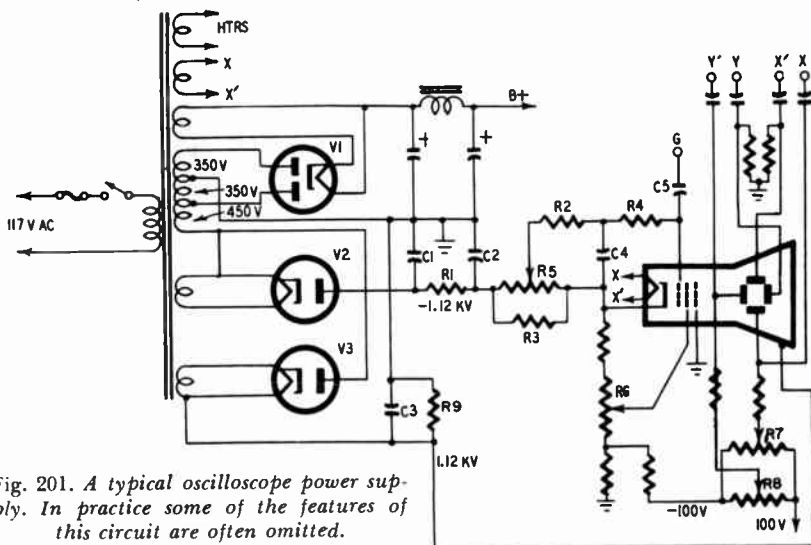 HTRS
X
X'
Y' Y X' X
B+
V1
G
350V
350V
450V
C5
117 V AC
R2 R4
C1 C2 C4
V2
R1
R5
X
X'
-1.12 KV
R3
V3
R6
C3 R9
R7
1.12 KV
R8
-100V
100V
Fig. 201. A typical oscilloscope power sup-
ply. In practice some of the features of
this circuit are often omitted.